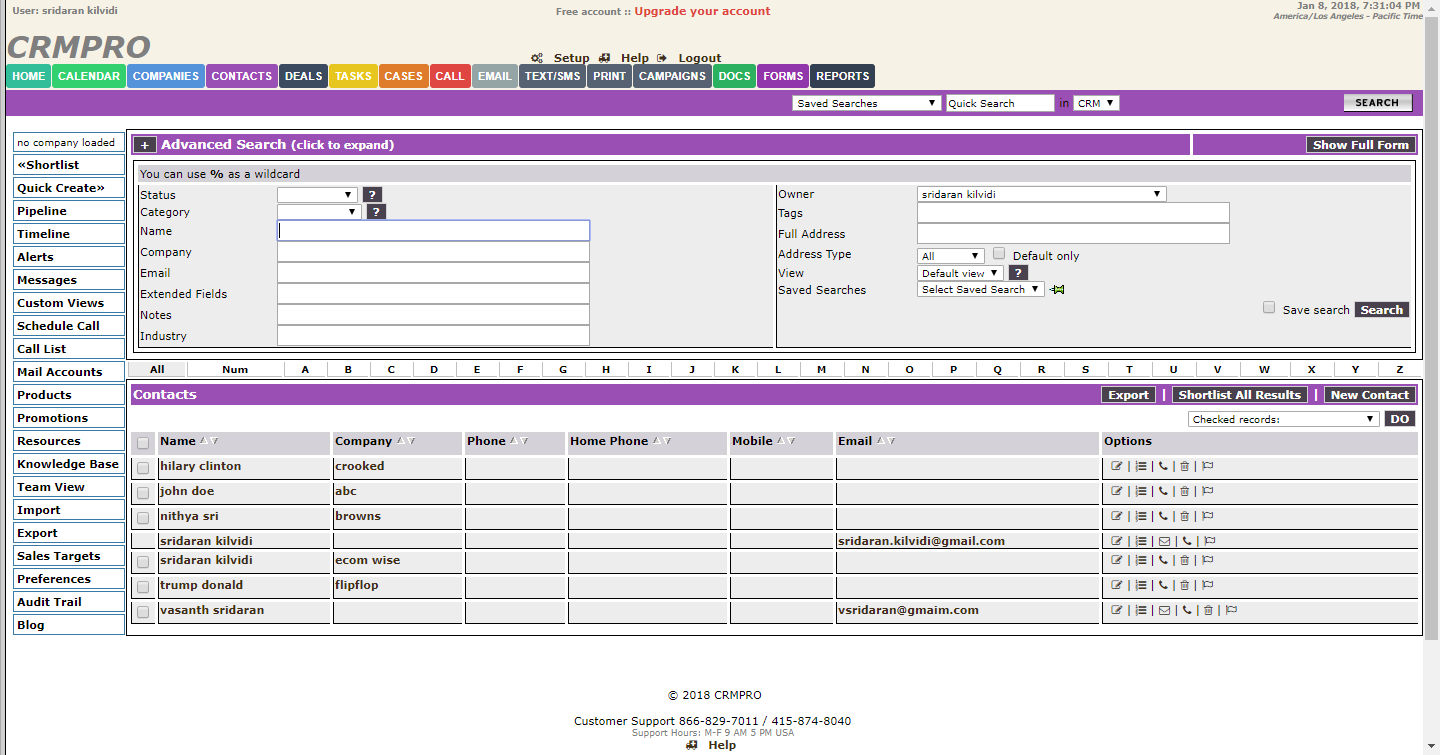 User: sridaran kilvidi
Free account :: Upgrade your account
Jan 8, 2018, 7:31:04 PM
America/Los Angeles - Pacific Time
CRMPRO
Setup Help Logout
HOME CALENDAR COMPANIES CONTACTS DEALS TASKS CASES CALL EMAIL TEXT/SMS PRINT CAMPAIGNS DOCS FORMS REPORTS
Saved Searches Quick Search in CRM SEARCH
no company loaded
«Shortlist
Quick Create»
Pipeline
Timeline
Alerts
Messages
Custom Views
Schedule Call
Call List
Mail Accounts
Products
Promotions
Resources
Knowledge Base
Team View
Import
Export
Sales Targets
Preferences
Audit Trail
Blog
+ Advanced Search (click to expand) Show Full Form
You can use % as a wildcard
Status ?
Category ?
Name
Company
Email
Extended Fields
Notes
Industry
Owner sridaran kilvidi
Tags
Full Address
Address Type All Default only
View Default view ?
Saved Searches Select Saved Search
Save search Search
All Num A B C D E F G H I J K L M N O P Q R S T U V W X Y Z
Contacts Export | Shortlist All Results | New Contact
Checked records: DO
Name Company Phone Home Phone Mobile Email Options
hilary clinton crooked | | | |
john doe abc | | | |
nithya sri browns | | | |
sridaran kilvidi sridaran.kilvidi@gmail.com | | | |
sridaran kilvidi ecom wise | | | |
trump donald flipflop | | | |
vasanth sridaran vsridaran@gmaim.com | | | | |
© 2018 CRMPRO
Customer Support 866-829-7011 / 415-874-8040
Support Hours: M-F 9 AM 5 PM USA
Help